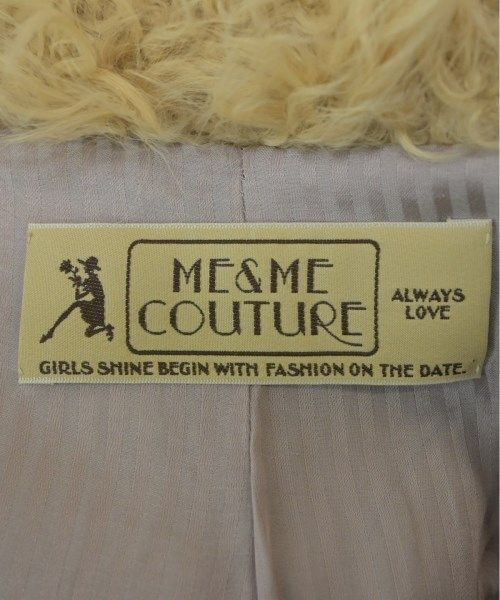 ME&ME
COUTURE
ALWAYS
LOVE
GIRLS SHINE BEGIN WITH FASHION ON THE DATE.